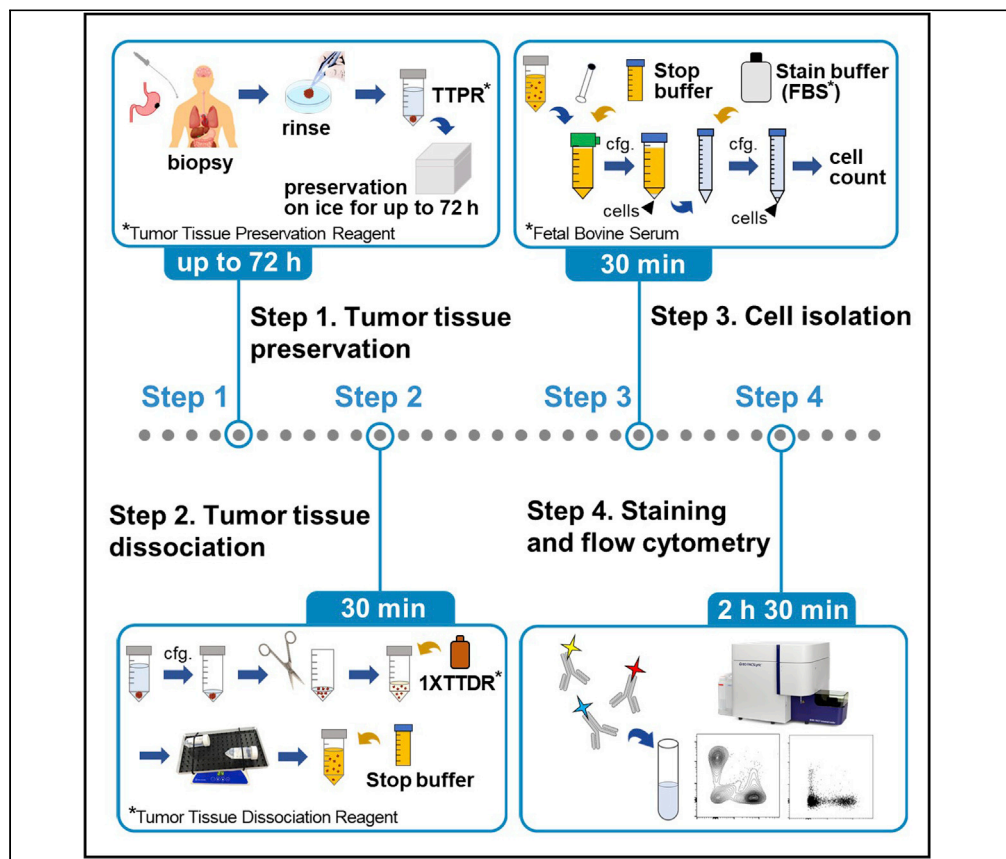 biopsy
rinse
TTPR*
preservation
on ice for up to 72 h
*Tumor Tissue Preservation Reagent
up to 72 h
Stop
buffer
Stain buffer
(FBS*)
cfg.
cfg.
cell
count
cells
cells
*Fetal Bovine Serum
30 min
Step 1. Tumor tissue
preservation
Step 3. Cell isolation
Step 1
Step 2
Step 3
Step 4
Step 2. Tumor tissue
dissociation
Step 4. Staining
and flow cytometry
30 min
cfg.
1XTTDR*
Stop buffer
*Tumor Tissue Dissociation Reagent
2 h 30 min